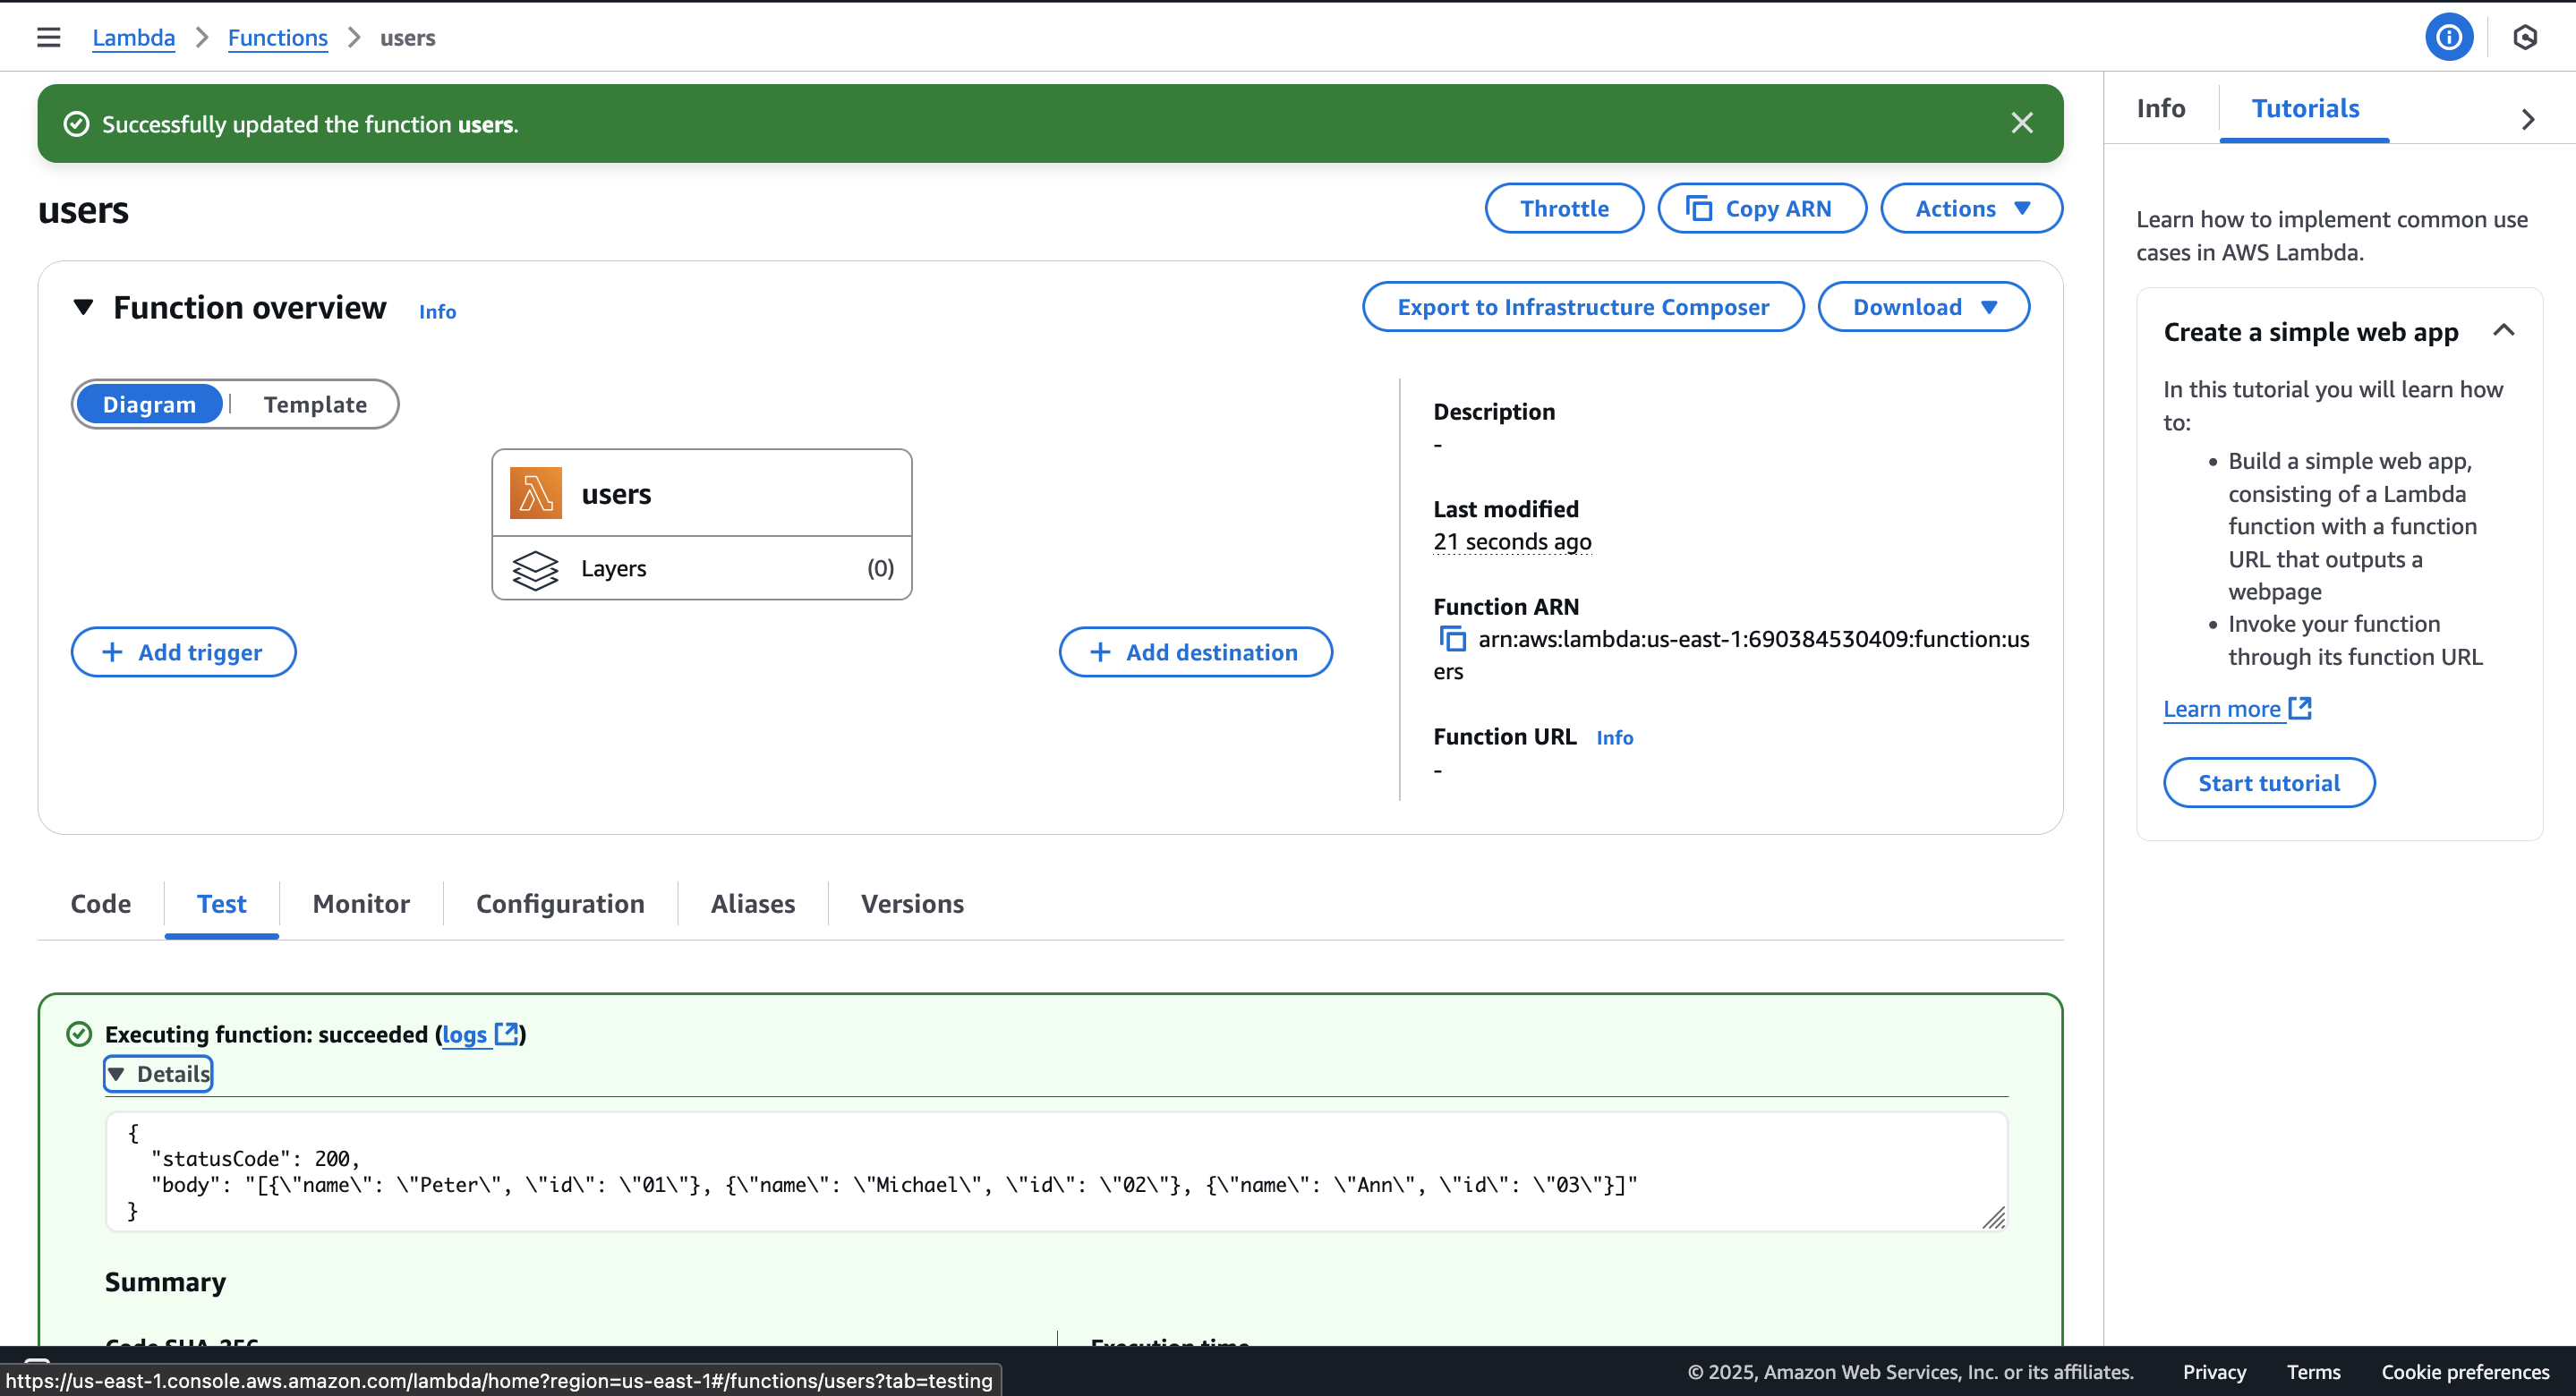 Lambda > Functions > users
Successfully updated the function users.
users
Throttle
Copy ARN
Actions
Function overview
Info
Export to Infrastructure Composer
Download
Diagram | Template
users
Layers
(0)
+ Add trigger
+ Add destination
Description
-
Last modified
21 seconds ago
Function ARN
arn:aws:lambda:us-east-1:690384530409:function:us
ers
Function URL
Info
-
Info
Tutorials
Learn how to implement common use
cases in AWS Lambda.
Create a simple web app
In this tutorial you will learn how
to:
• Build a simple web app,
consisting of a Lambda
function with a function
URL that outputs a
webpage
• Invoke your function
through its function URL
Learn more
Start tutorial
Code
Test
Monitor
Configuration
Aliases
Versions
Executing function: succeeded (logs)
Details
{
"statusCode": 200,
"body": "[{\"name\": \"Peter\", \"id\": \"01\"}, {\"name\": \"Michael\", \"id\": \"02\"}, {\"name\": \"Ann\", \"id\": \"03\"}]"
}
Summary
Code SHA-256
Execution time
https://us-east-1.console.aws.amazon.com/lambda/home?region=us-east-1#/functions/users?tab=testing
© 2025, Amazon Web Services, Inc. or its affiliates.
Privacy
Terms
Cookie preferences